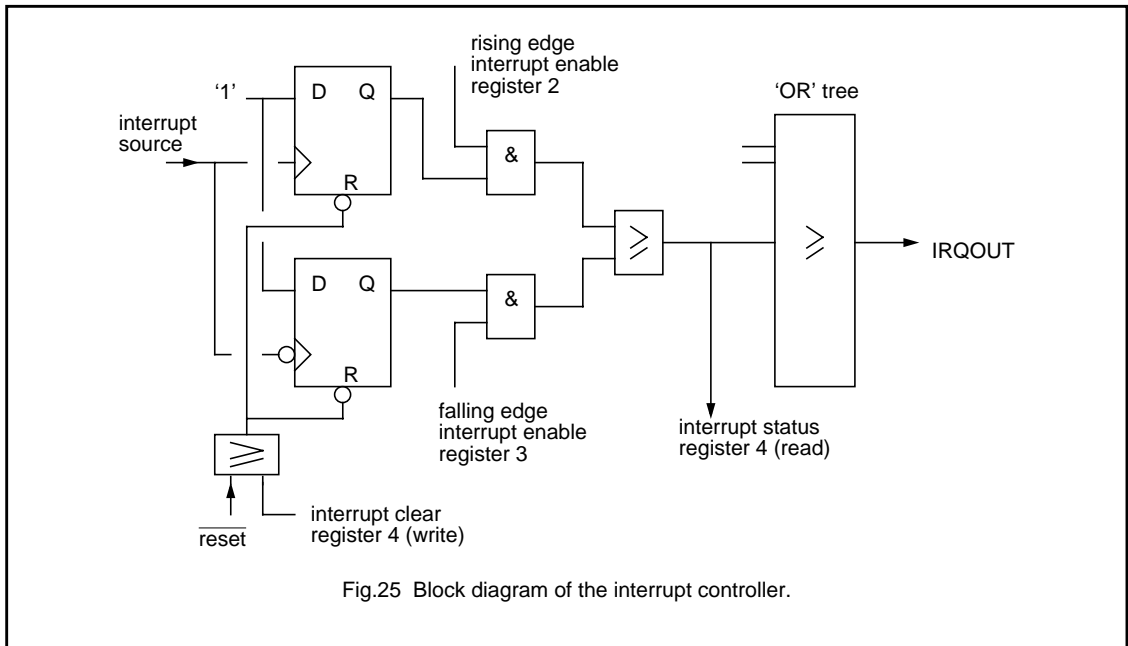 rising edge
interrupt enable
register 2
'1'
D Q
'OR' tree
interrupt
source
&
R
≥
≥
IRQOUT
D Q
&
R
falling edge
interrupt enable
register 3
interrupt status
register 4 (read)
≥
interrupt clear
register 4 (write)
reset
Fig.25 Block diagram of the interrupt controller.